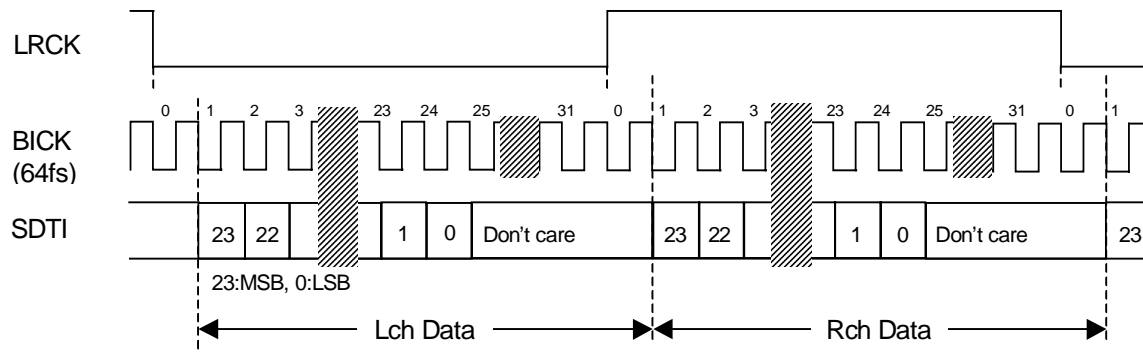 LRCK
0 1 2 3 23 24 25 31 0 1 2 3 23 24 25 31 0 1
BICK
(64fs)
SDTI
23 22 1 0 Don't care 23 22 1 0 Don't care 23
23:MSB, 0:LSB
Lch Data Rch Data